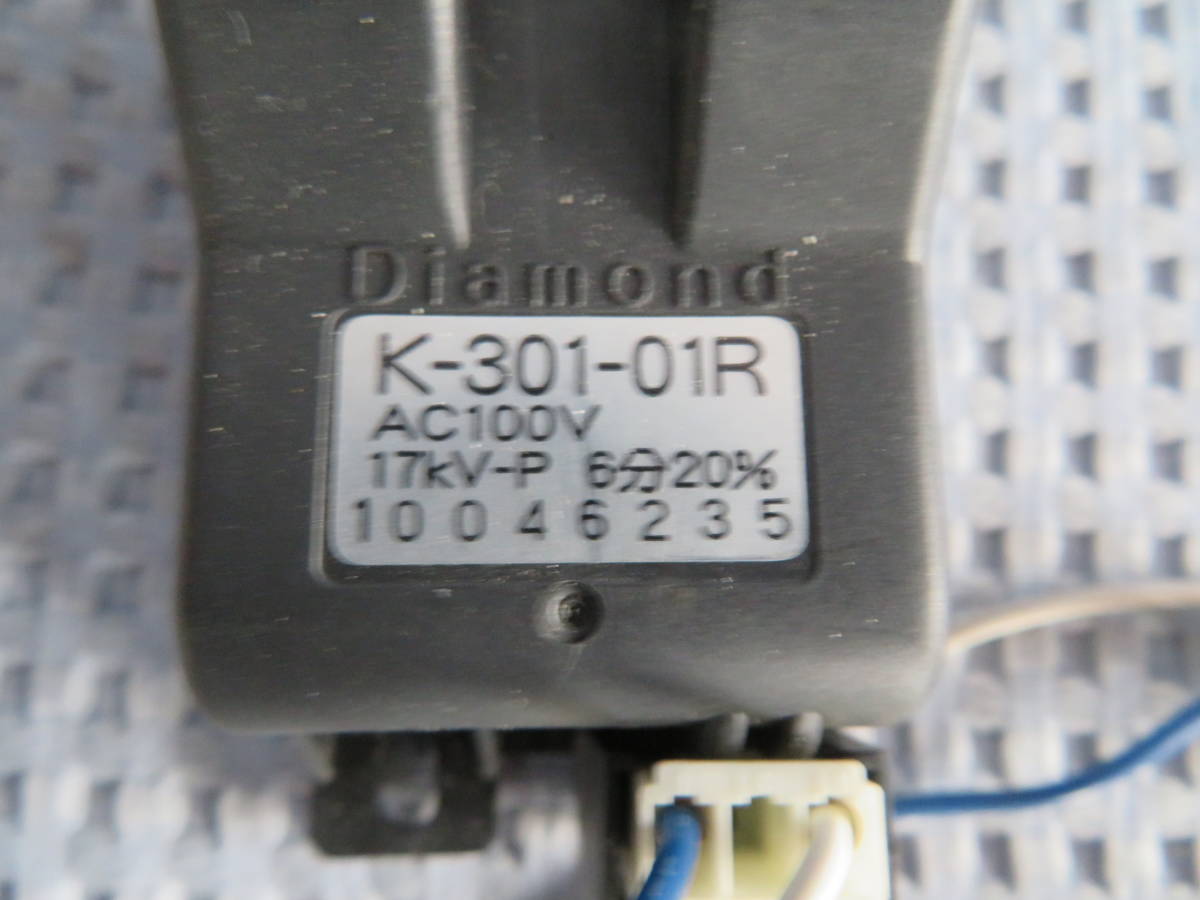 Diamond
K-301-01R
AC100V
17kV-P 6分20%
10046235